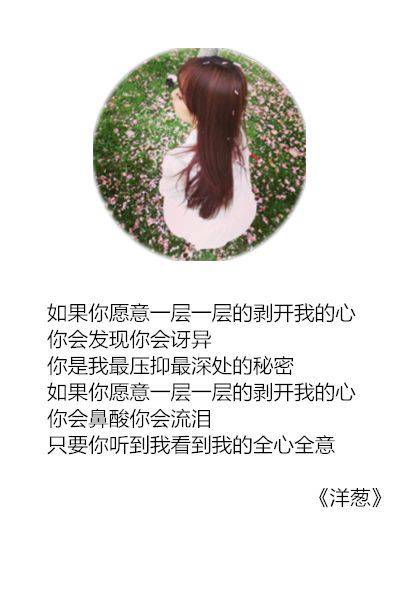 如果你愿意一层一层的剥开我的心
你会发现你会讶异
你是我最压抑最深处的秘密
如果你愿意一层一层的剥开我的心
你会鼻酸你会流泪
只要你听到我看到我的全心全意
《洋葱》